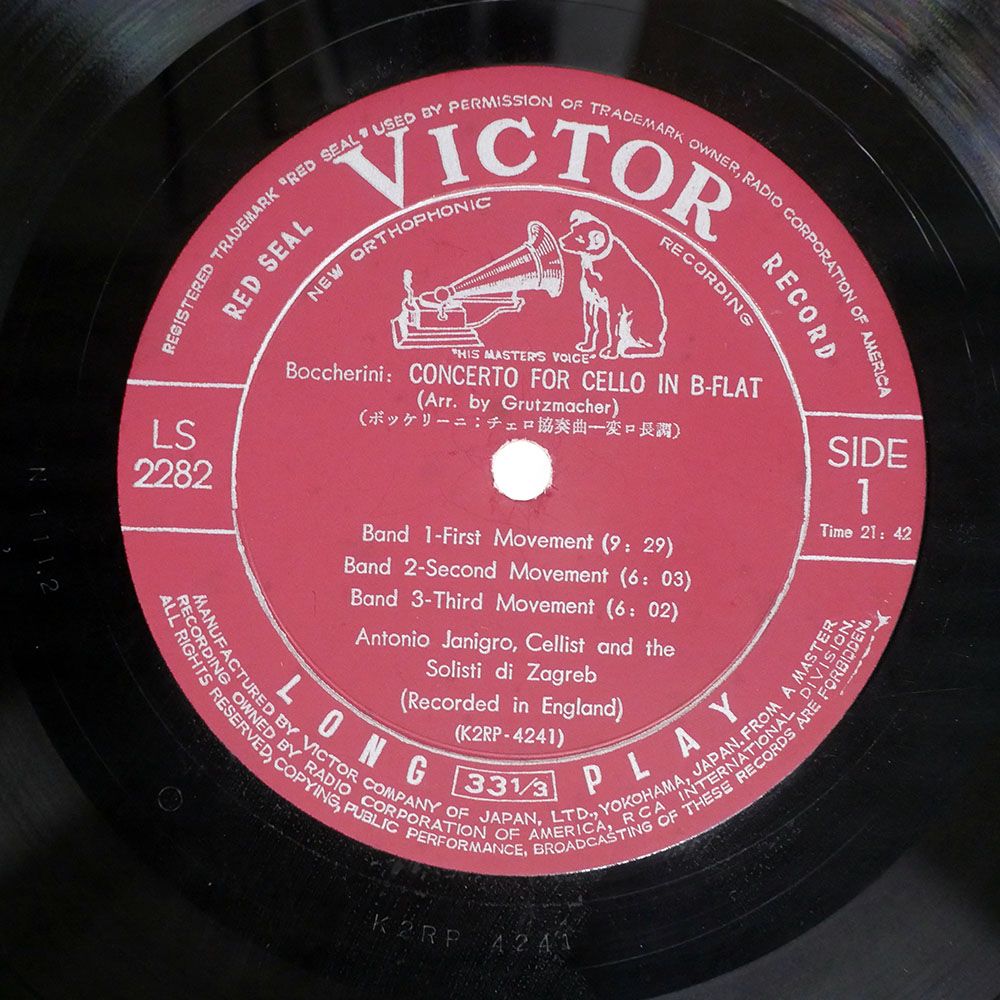 REGISTERED TRADEMARK "RED SEAL" USED BY PERMISSION OF TRADEMARK OWNER, RADIO CORPORATION OF AMERICA
VICTOR
RED SEAL
RECORD
NEW ORTHOPHONIC
RECORDING
"HIS MASTER'S VOICE"
Boccherini: CONCERTO FOR CELLO IN B-FLAT
(Arr. by Grutzmacher)
(ボッケリーニ:チェロ協奏曲一変ロ長調)
LS
2282
SIDE
1
Time 21: 42
Band 1-First Movement (9: 29)
Band 2-Second Movement (6: 03)
Band 3-Third Movement (6: 02)
Antonio Janigro, Cellist and the
Solisti di Zagreb
(Recorded in England)
(K2RP-4241)
LONG 33 1/3 PLAY
MANUFACTURED BY VICTOR COMPANY OF JAPAN, LTD., YOKOHAMA, JAPAN, FROM A MASTER
RECORDING OWNED BY RADIO CORPORATION OF AMERICA, RCA INTERNATIONAL DIVISION.
ALL RIGHTS RESERVED, COPYING, PUBLIC PERFORMANCE, BROADCASTING OF THESE RECORDS ARE FORBIDDEN.
K2RP 4241